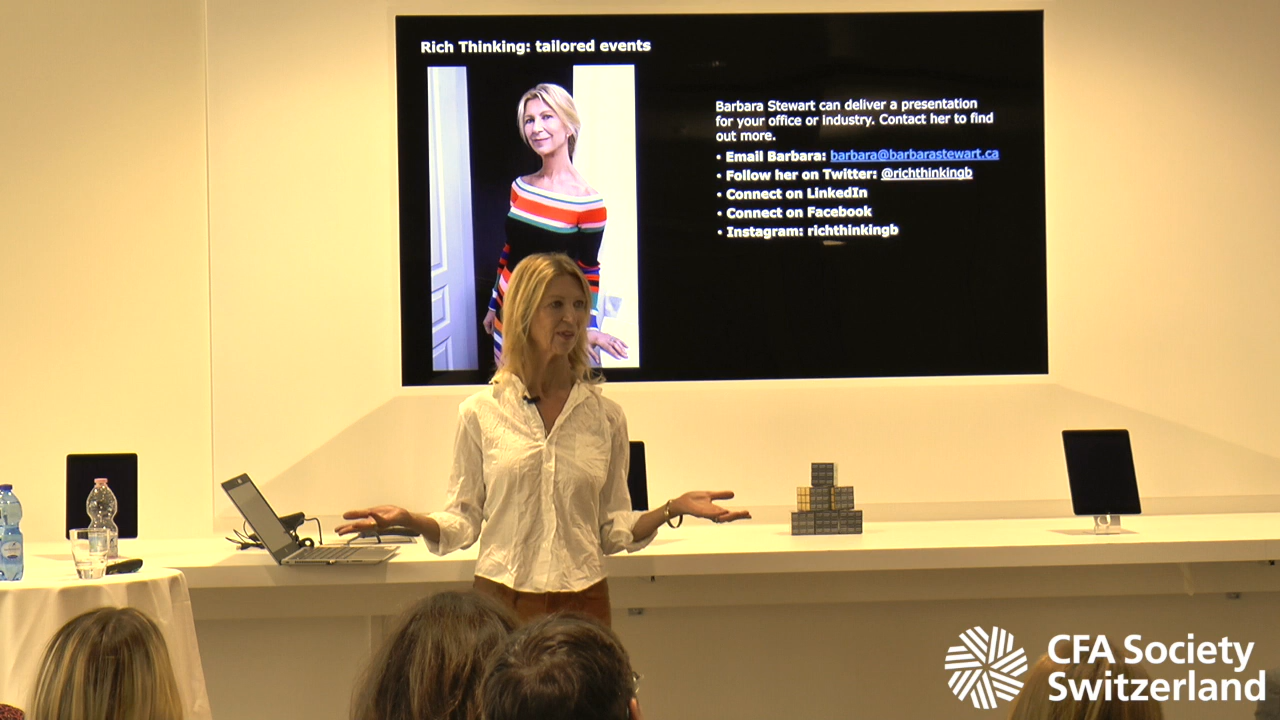 Rich Thinking: tailored events
Barbara Stewart can deliver a presentation
for your office or industry. Contact her to find
out more.
• Email Barbara: barbara@barbarastewart.ca
• Follow her on Twitter: @richthinkingb
• Connect on LinkedIn
• Connect on Facebook
• Instagram: richthinkingb
CFA Society
Switzerland